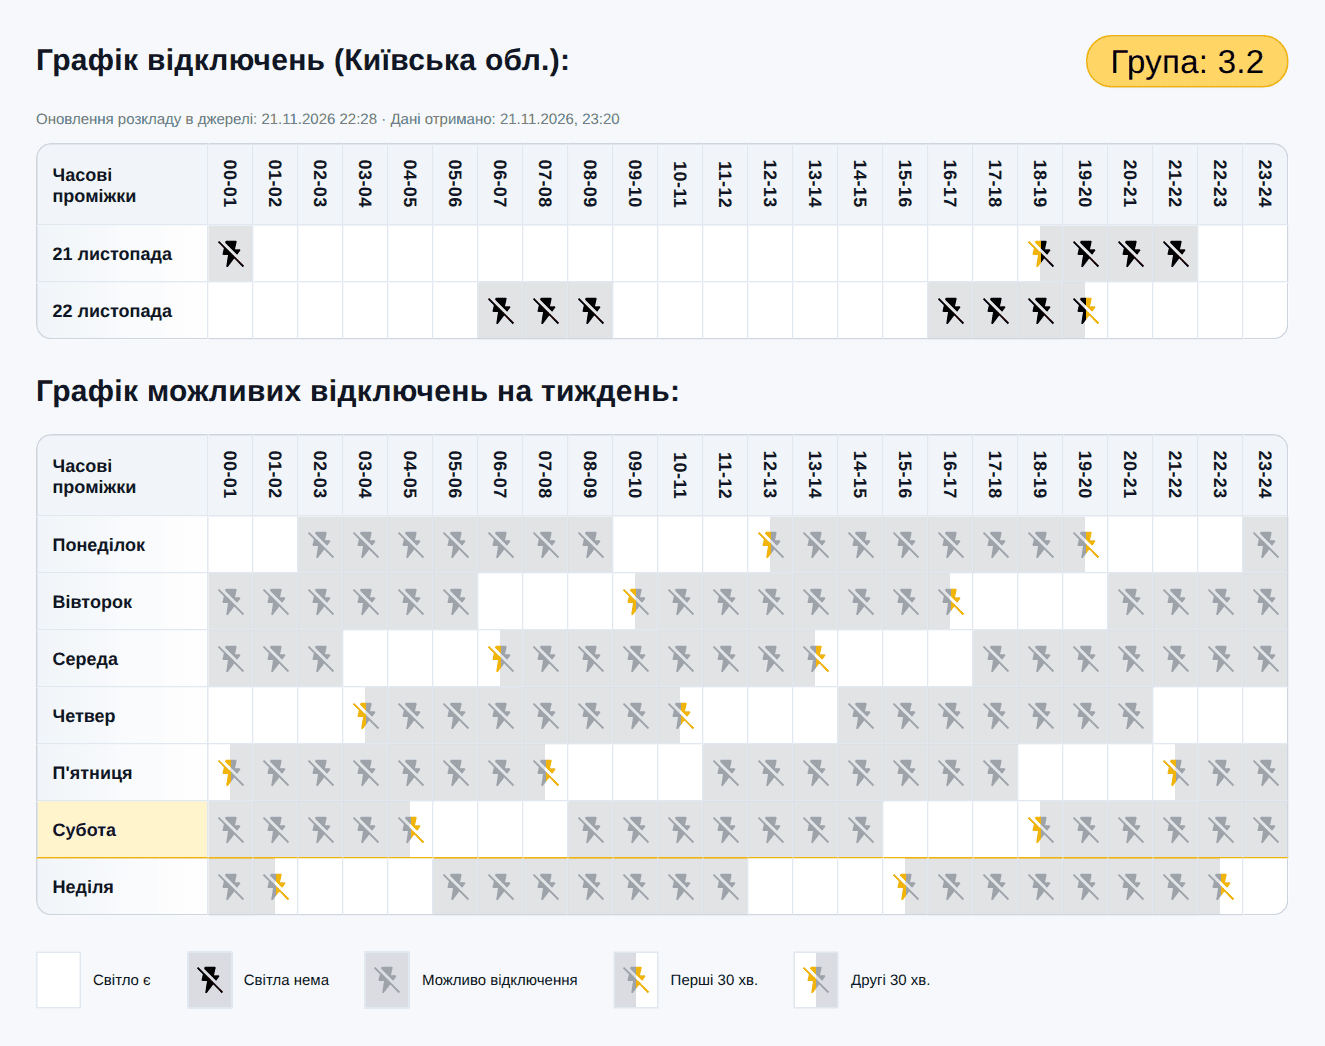 Графік відключень (Київська обл.):
Група: 3.2
Оновлення розкладу в джерелі: 21.11.2026 22:28 · Дані отримано: 21.11.2026, 23:20
Часові проміжки 00-01 01-02 02-03 03-04 04-05 05-06 06-07 07-08 08-09 09-10 10-11 11-12 12-13 13-14 14-15 15-16 16-17 17-18 18-19 19-20 20-21 21-22 22-23 23-24
21 листопада
22 листопада
Графік можливих відключень на тиждень:
Часові проміжки 00-01 01-02 02-03 03-04 04-05 05-06 06-07 07-08 08-09 09-10 10-11 11-12 12-13 13-14 14-15 15-16 16-17 17-18 18-19 19-20 20-21 21-22 22-23 23-24
Понеділок
Вівторок
Середа
Четвер
П'ятниця
Субота
Неділя
Світло є Світла нема Можливо відключення Перші 30 хв. Другі 30 хв.